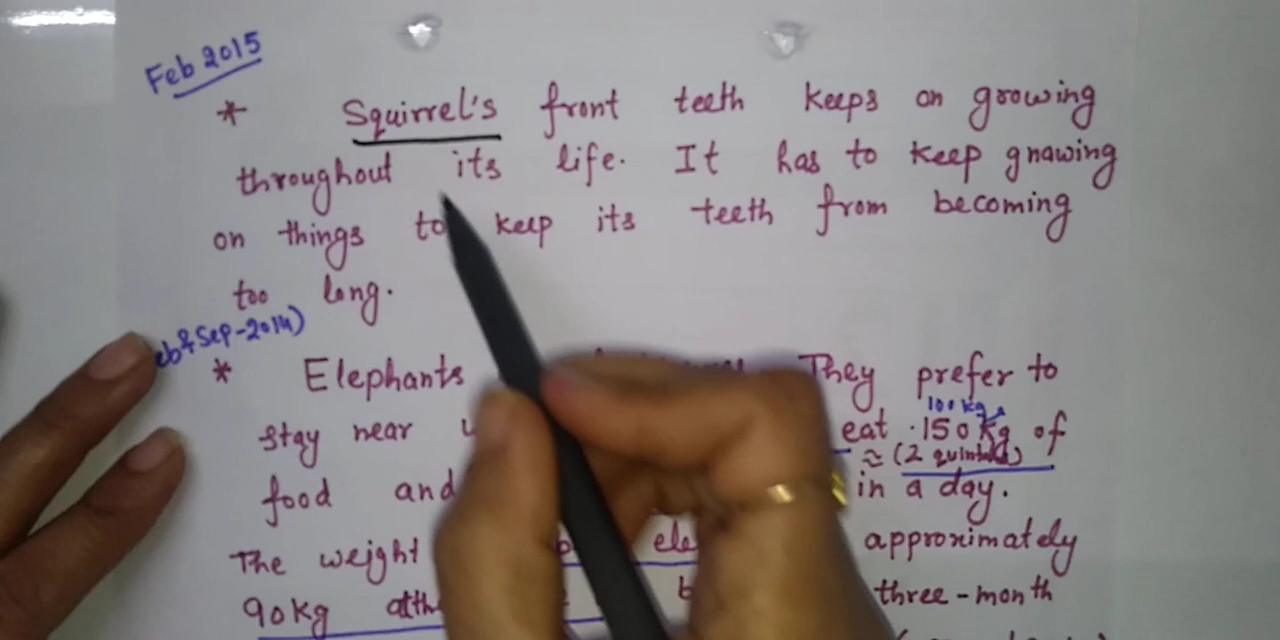 Feb 2015
* Squirrel's front teeth keeps on growing
throughout its life. It has to keep gnawing
on things to keep its teeth from becoming
too long.
eb & Sep-2014)
* Elephants They prefer to
100 kg
stay near eat 150 kg of
≈ (2 quintals)
food and in a day.
The weight approximately
90kg three-month